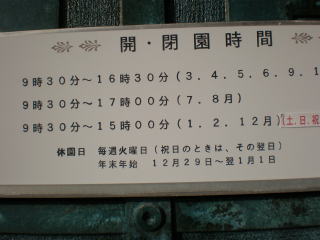 開・閉園時間
9時30分～16時30分(3.4.5.6.9.1
9時30分～17時00分(7.8月)
9時30分～15時00分(1.2.12月)(土.日.祝
休園日 毎週火曜日(祝日のときは、その翌日)
年末年始 12月29日～翌1月1日